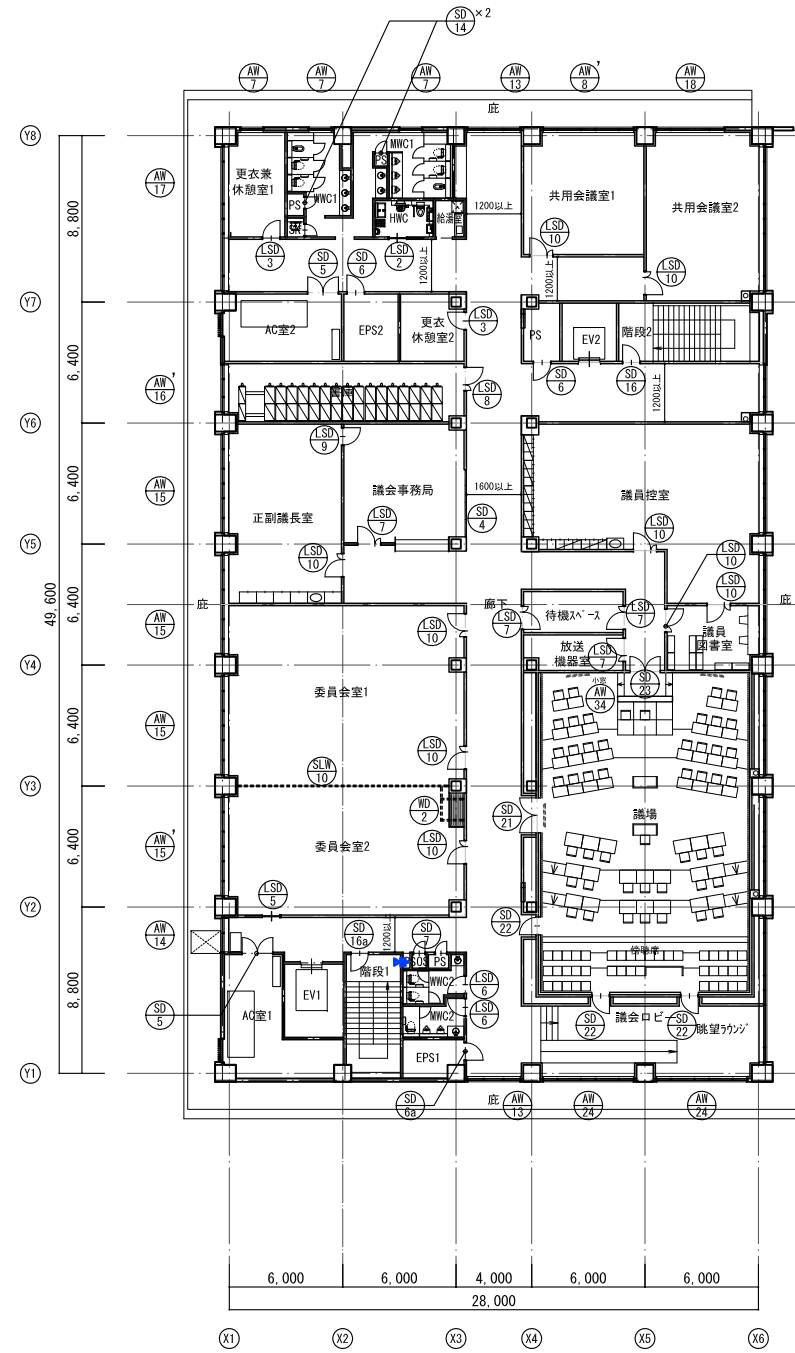 SD 14 ×2
AW 7
AW 7
AW 7
AW 13
AW 8 '
AW 18
庇
Y8
AW 17
更衣兼
休憩室1
PS
SK
WWC1
PS
MWC1
HWC
給湯室
1200以上
共用会議室1
共用会議室2
8,800
LSD 3
SD 5
SD 6
LSD 2
1200以上
LSD 10
1200以上
LSD 10
Y7
AC室2
EPS2
更衣
休憩室2
LSD 3
PS
EV2
階段2
6,400
AW 16 '
書庫
LSD 8
SD 6
SD 16
1200以上
Y6
LSD 9
AW 15
正副議長室
議会事務局
1600以上
議員控室
6,400
LSD 7
SD 4
LSD 10
Y5
LSD 10
LSD 10
LSD 10
49,600
6,400
庇
廊下
待機スペース
LSD 7
LSD 7
庇
AW 15
LSD 10
放送
機器室
LSD 7
議員
図書室
Y4
小窓
AW 34
SD 23
委員会室1
AW 15
6,400
LSD 10
SLW 10
Y3
WD 2
SD 21
議場
AW 15 '
委員会室2
LSD 10
6,400
LSD 5
Y2
AW 14
SD 16a
1200以上
SD 7
SD 22
傍聴席
階段1
SOS
PS
WWC2
LSD 6
EV1
AC室1
8,800
SD 5
MWC2
LSD 6
SD 22
議会ロビー
SD 22
眺望ラウンジ
EPS1
Y1
SD 6a
庇
AW 13
AW 24
AW 24
6,000
6,000
4,000
6,000
6,000
28,000
X1
X2
X3
X4
X5
X6